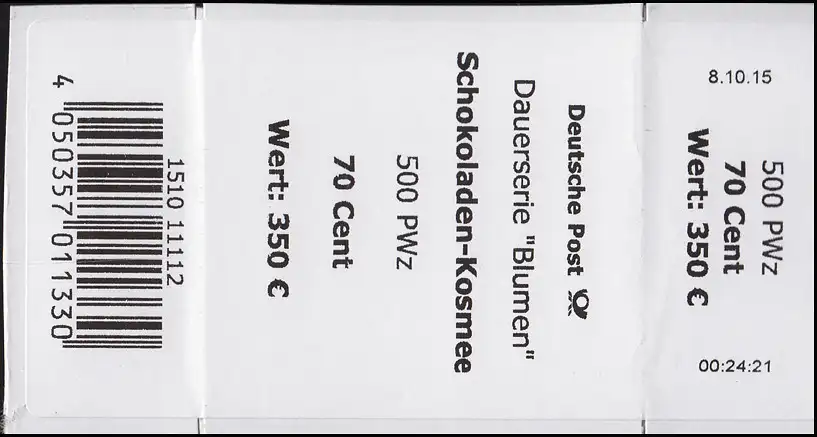 8.10.15
500 PWz
70 Cent
Wert: 350 €
00:24:21
Deutsche Post
Dauerserie "Blumen"
Schokoladen-Kosmee
500 PWz
70 Cent
Wert: 350 €
1510 11112
4 050357 011330